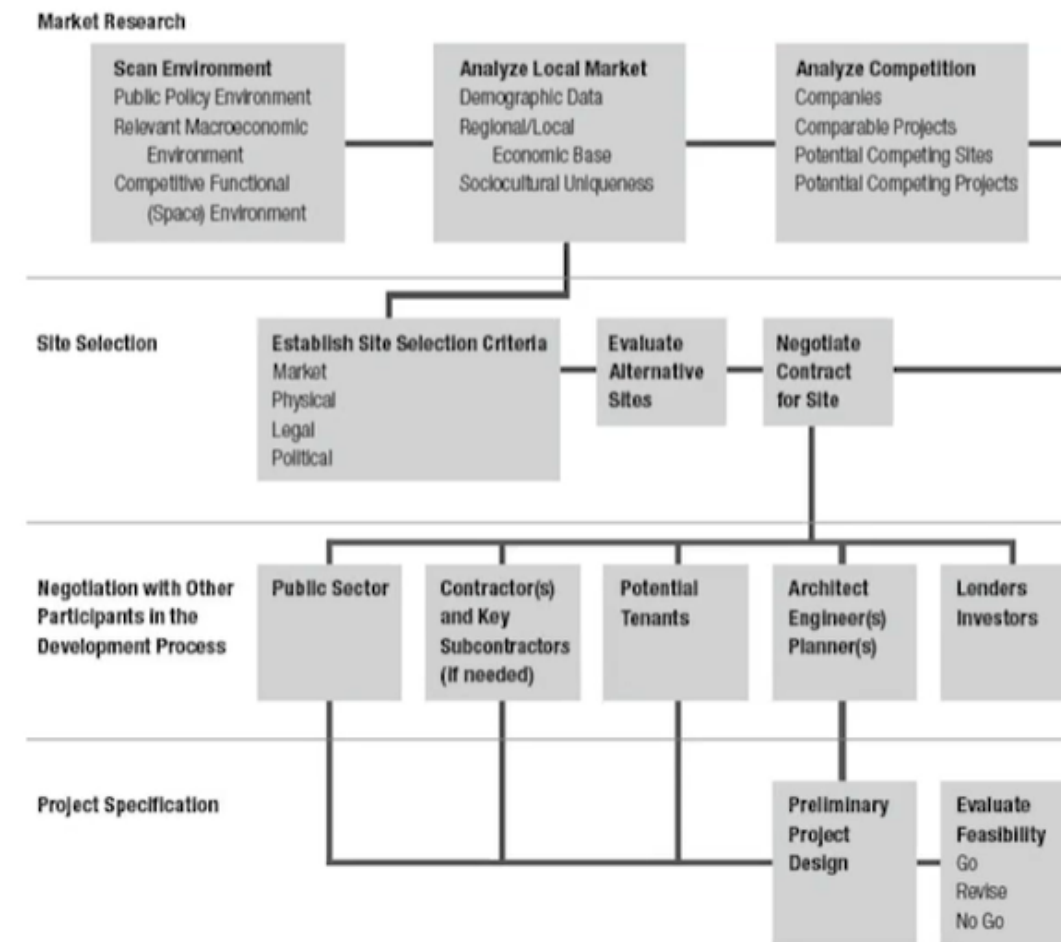 Market Research
Scan Environment
Public Policy Environment
Relevant Macroeconomic
Environment
Competitive Functional
(Space) Environment
Analyze Local Market
Demographic Data
Regional/Local
Economic Base
Sociocultural Uniqueness
Analyze Competition
Companies
Comparable Projects
Potential Competing Sites
Potential Competing Projects
Site Selection
Establish Site Selection Criteria
Market
Physical
Legal
Political
Evaluate
Alternative
Sites
Negotiate
Contract
for Site
Negotiation with Other
Participants in the
Development Process
Public Sector
Contractor(s)
and Key
Subcontractors
(if needed)
Potential
Tenants
Architect
Engineer(s)
Planner(s)
Lenders
Investors
Project Specification
Preliminary
Project
Design
Evaluate
Feasibility
Go
Revise
No Go